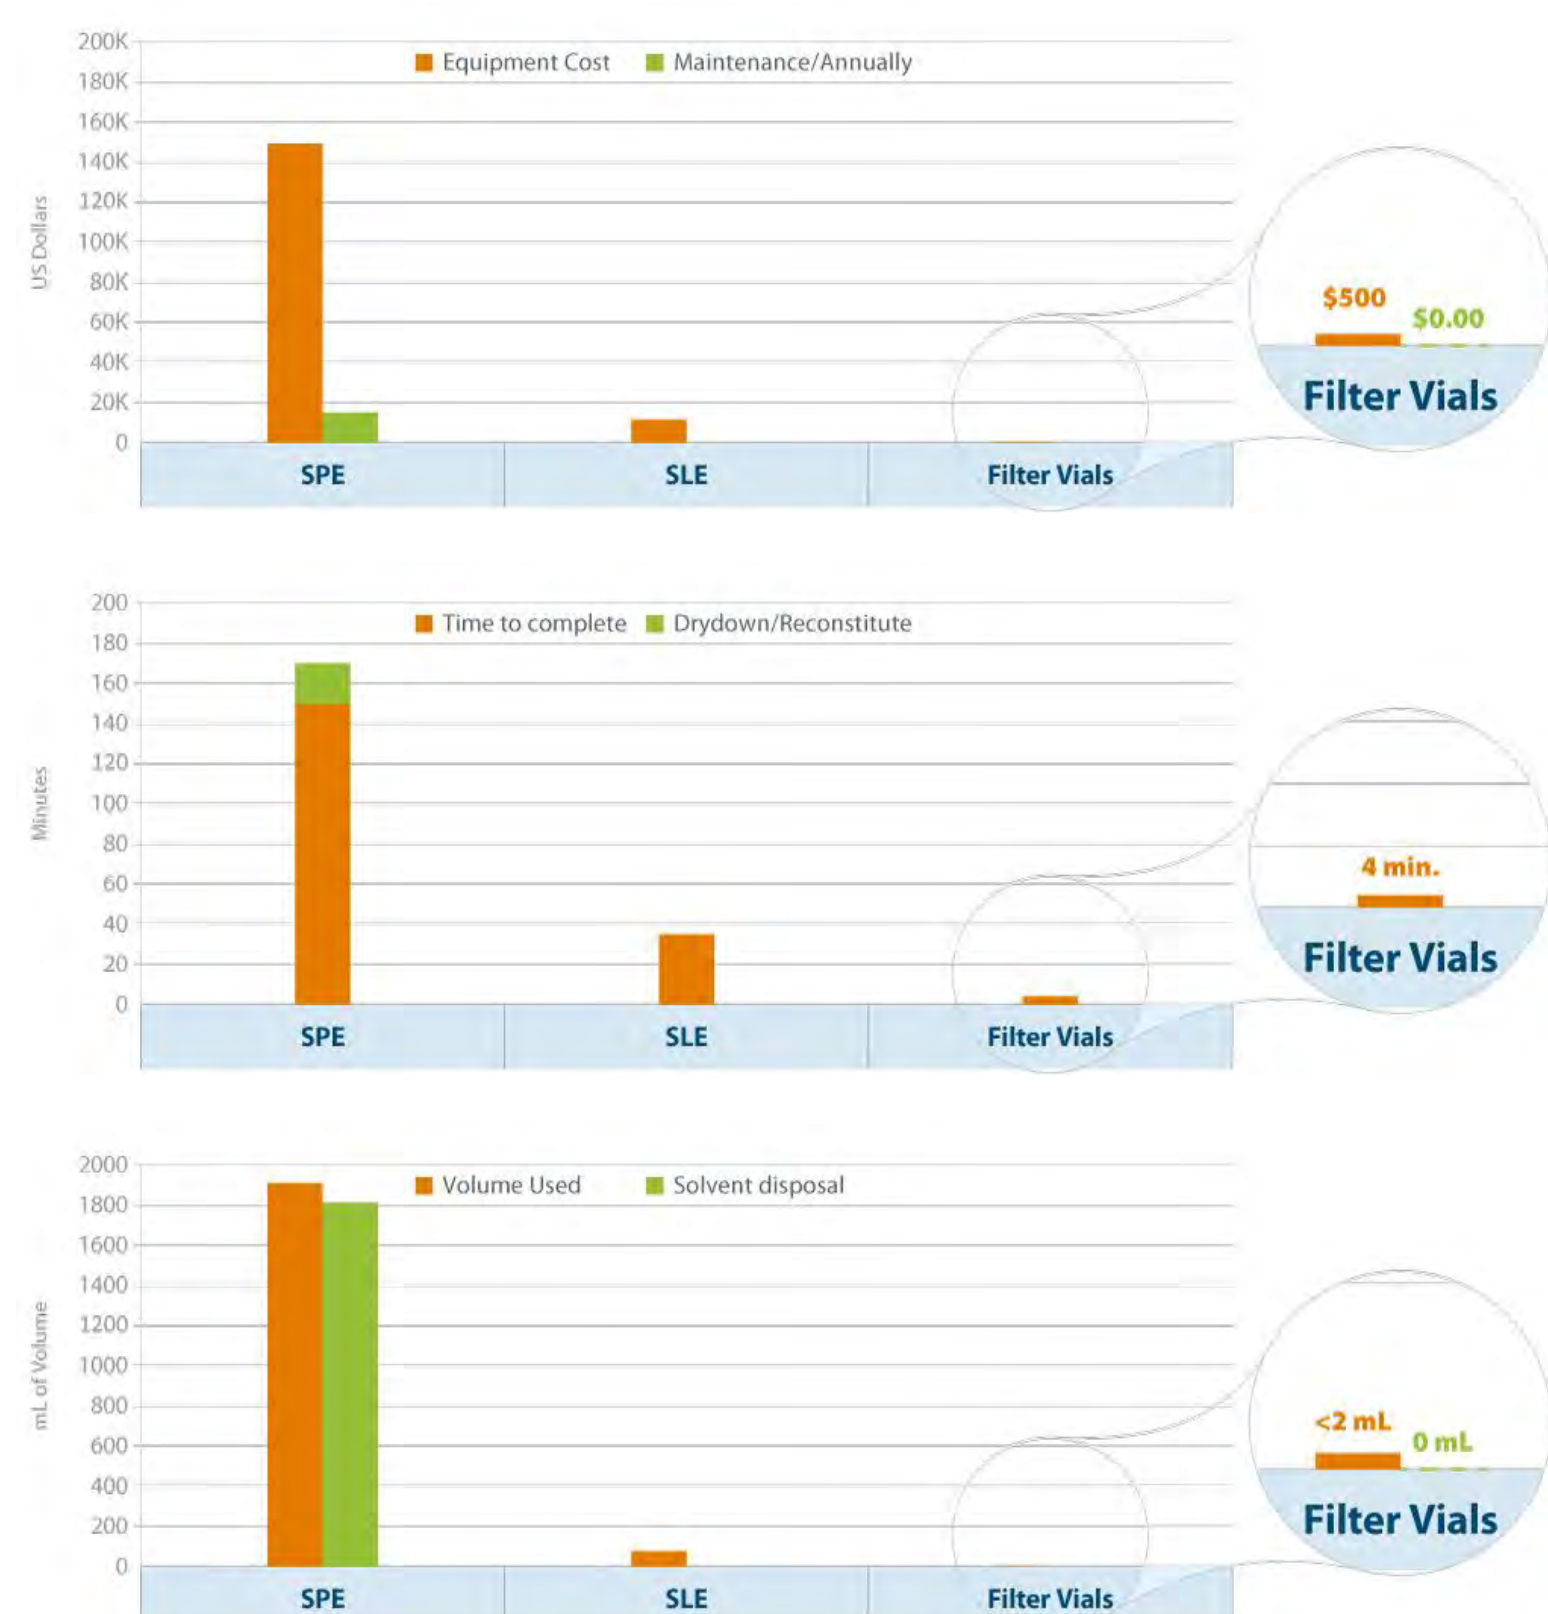 200K
Equipment Cost Maintenance/Annually
180K
160K
140K
120K
100K
80K
60K
40K
20K
0
US Dollars
SPE SLE Filter Vials
$500 $0.00
Filter Vials
200
Time to complete Drydown/Reconstitute
180
160
140
120
100
80
60
40
20
0
Minutes
SPE SLE Filter Vials
4 min.
Filter Vials
2000
Volume Used Solvent disposal
1800
1600
1400
1200
1000
800
600
400
200
0
mL of Volume
SPE SLE Filter Vials
<2 mL 0 mL
Filter Vials